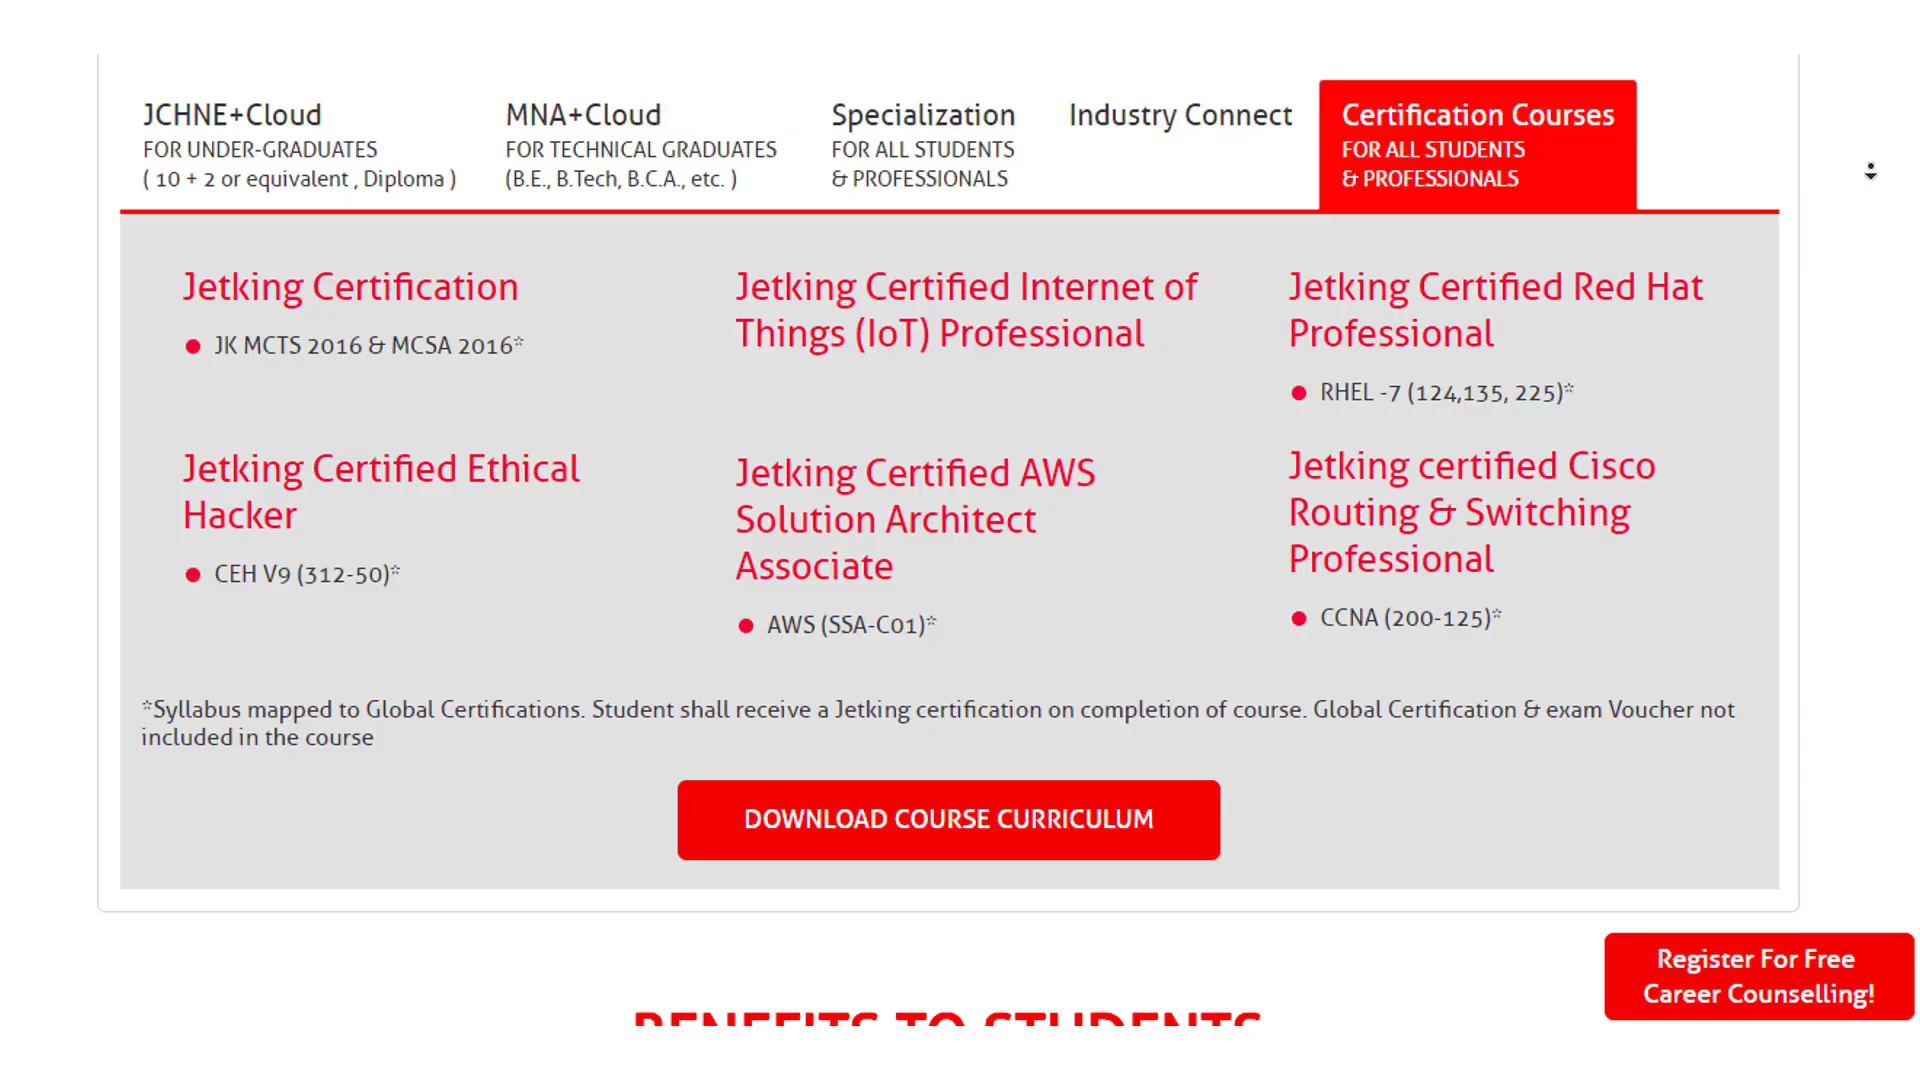 JCHNE+Cloud
FOR UNDER-GRADUATES
( 10 + 2 or equivalent , Diploma )
MNA+Cloud
FOR TECHNICAL GRADUATES
(B.E., B.Tech, B.C.A., etc. )
Specialization
FOR ALL STUDENTS
& PROFESSIONALS
Industry Connect
Certification Courses
FOR ALL STUDENTS
& PROFESSIONALS
Jetking Certification
JK MCTS 2016 & MCSA 2016*
Jetking Certified Internet of
Things (IoT) Professional
Jetking Certified Red Hat
Professional
RHEL -7 (124,135, 225)*
Jetking Certified Ethical
Hacker
CEH V9 (312-50)*
Jetking Certified AWS
Solution Architect
Associate
AWS (SSA-C01)*
Jetking certified Cisco
Routing & Switching
Professional
CCNA (200-125)*
*Syllabus mapped to Global Certifications. Student shall receive a Jetking certification on completion of course. Global Certification & exam Voucher not
included in the course
DOWNLOAD COURSE CURRICULUM
Register For Free
Career Counselling!
BENEFITS TO STUDENTS